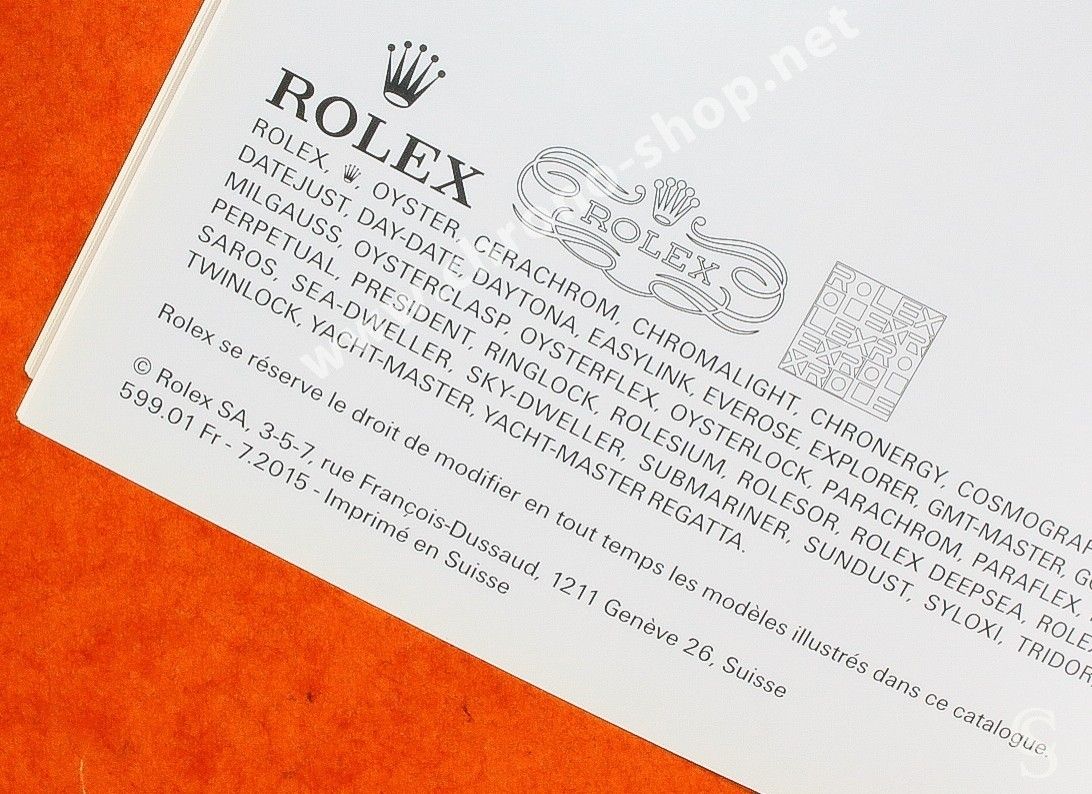 ROLEX
ROLEX
ROLEX
ROLEX, , OYSTER, CERACHROM, CHROMALIGHT, CHRONERGY, COSMOGRAP
DATEJUST, DAY-DATE, DAYTONA, EASYLINK, EVEROSE, EXPLORER, GMT-MASTER,
MILGAUSS, OYSTERCLASP, OYSTERFLEX, OYSTERLOCK, PARACHROM, PARAFLEX,
PERPETUAL, PRESIDENT, RINGLOCK, ROLESIUM, ROLESOR, ROLEX DEEPSEA, ROLEX
SAROS, SEA-DWELLER, SKY-DWELLER, SUBMARINER, SUNDUST, SYLOXI, TRIDOR
TWINLOCK, YACHT-MASTER, YACHT-MASTER REGATTA.
Rolex se réserve le droit de modifier en tout temps les modèles illustrés dans ce catalogue.
© Rolex SA, 3-5-7, rue François-Dussaud, 1211 Genève 26, Suisse
599.01 Fr - 7.2015 - Imprimé en Suisse